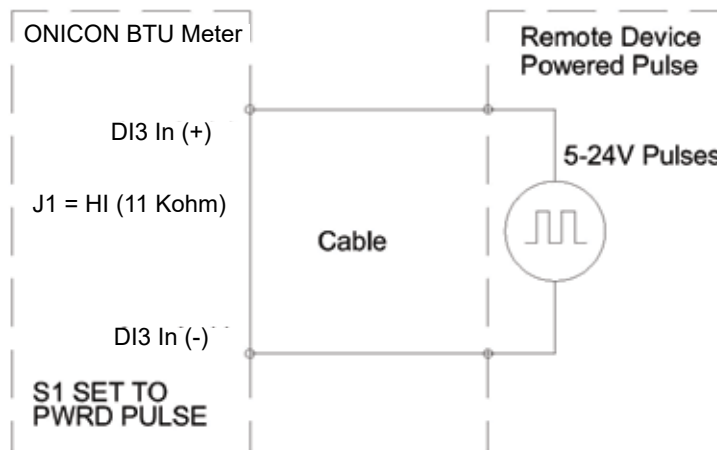 ONICON BTU Meter
Remote Device
Powered Pulse
DI3 In (+)
5-24V Pulses
J1 = HI (11 Kohm)
Cable
DI3 In (-)
S1 SET TO
PWRD PULSE